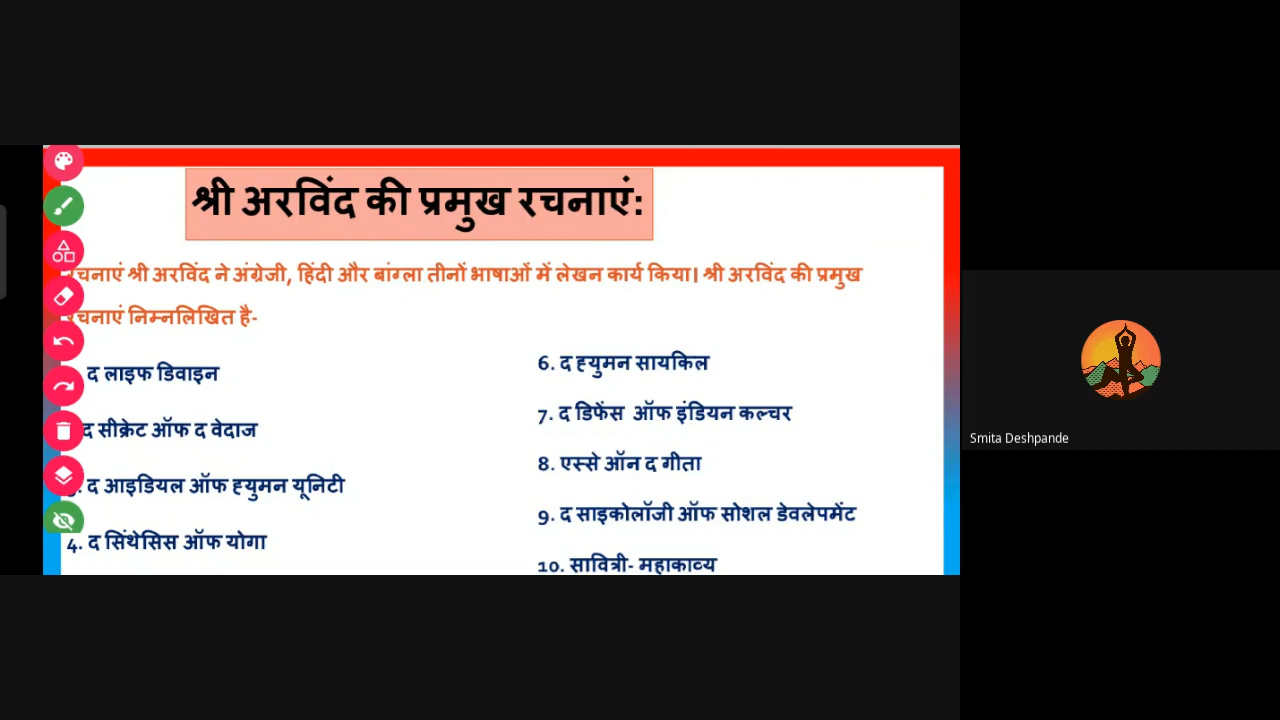 श्री अरविंद की प्रमुख रचनाएं:
रचनाएं श्री अरविंद ने अंग्रेजी, हिंदी और बांग्ला तीनों भाषाओं में लेखन कार्य किया। श्री अरविंद की प्रमुख
रचनाएं निम्नलिखित है-
द लाइफ डिवाइन
द सीक्रेट ऑफ द वेदाज
3. द आइडियल ऑफ ह्युमन यूनिटी
4. द सिंथेसिस ऑफ योगा
6. द ह्युमन सायकिल
7. द डिफेंस ऑफ इंडियन कल्चर
8. एस्से ऑन द गीता
9. द साइकोलॉजी ऑफ सोशल डेवलेपमेंट
10. सावित्री- महाकाव्य
Smita Deshpande